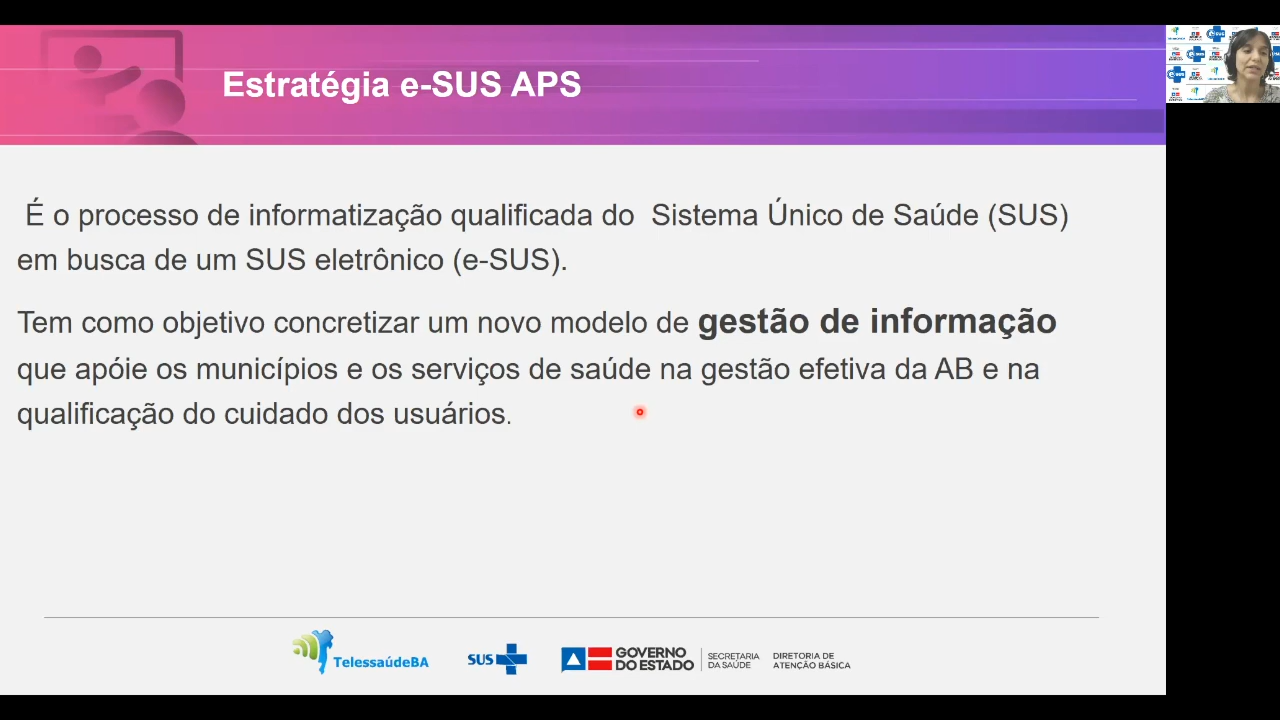 Estratégia e-SUS APS
É o processo de informatização qualificada do Sistema Único de Saúde (SUS)
em busca de um SUS eletrônico (e-SUS).
Tem como objetivo concretizar um novo modelo de gestão de informação
que apóie os municípios e os serviços de saúde na gestão efetiva da AB e na
qualificação do cuidado dos usuários.
TelessaúdeBA
SUS
GOVERNO
DO ESTADO
SECRETARIA
DA SAÚDE
DIRETORIA DE
ATENÇÃO BÁSICA